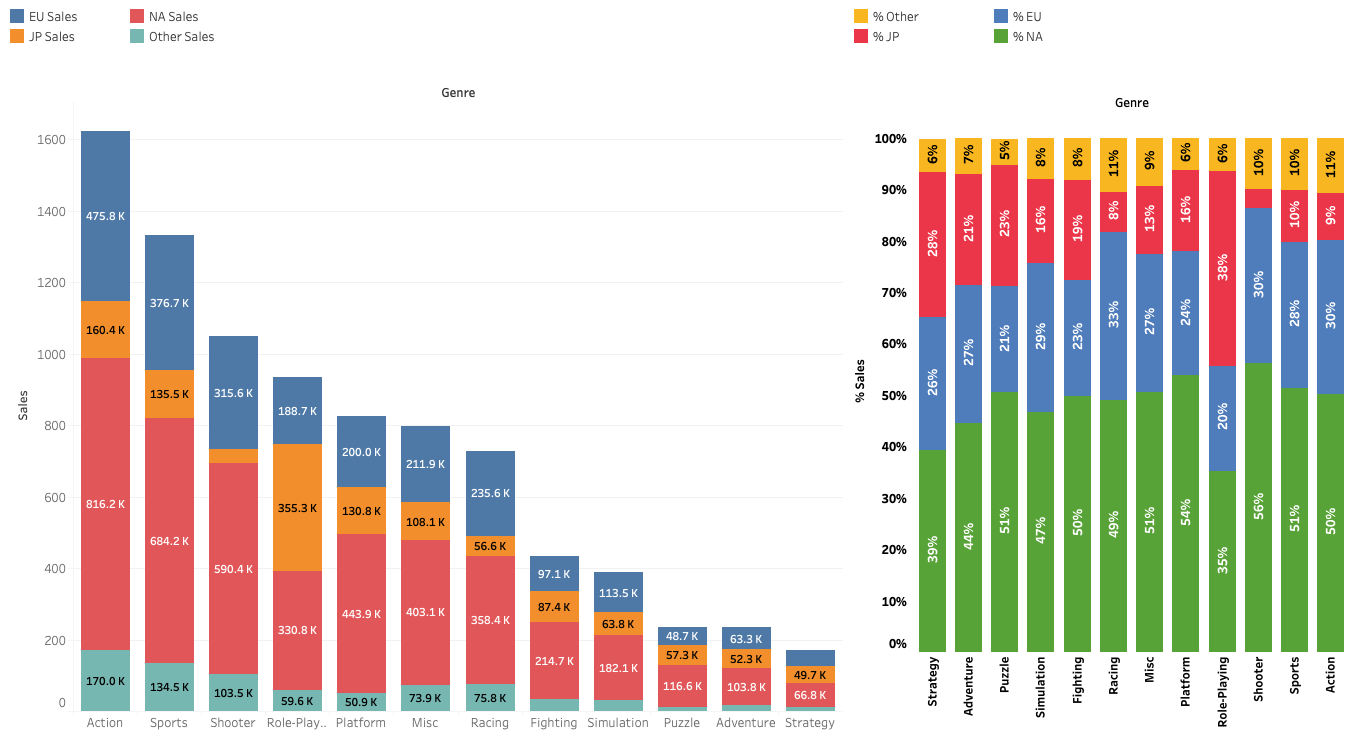 EU Sales NA Sales
JP Sales Other Sales
Genre
Sales
1600
1400
1200
1000
800
600
400
200
0
475.8 K
160.4 K
816.2 K
170.0 K
376.7 K
135.5 K
684.2 K
134.5 K
315.6 K
590.4 K
103.5 K
188.7 K
355.3 K
330.8 K
59.6 K
200.0 K
130.8 K
443.9 K
50.9 K
211.9 K
108.1 K
403.1 K
73.9 K
235.6 K
56.6 K
358.4 K
75.8 K
97.1 K
87.4 K
214.7 K
113.5 K
63.8 K
182.1 K
48.7 K
57.3 K
116.6 K
63.3 K
52.3 K
103.8 K
49.7 K
66.8 K
Action Sports Shooter Role-Play.. Platform Misc Racing Fighting Simulation Puzzle Adventure Strategy
% Other % EU
% JP % NA
Genre
% Sales
100%
90%
80%
70%
60%
50%
40%
30%
20%
10%
0%
6%
28%
26%
39%
7%
21%
27%
44%
5%
23%
21%
51%
8%
16%
29%
47%
8%
19%
23%
50%
11%
8%
33%
49%
9%
13%
27%
51%
6%
16%
24%
54%
6%
38%
20%
35%
10%
30%
56%
10%
10%
28%
51%
11%
9%
30%
50%
Strategy Adventure Puzzle Simulation Fighting Racing Misc Platform Role-Playing Shooter Sports Action